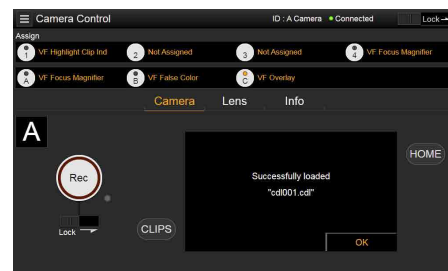 Camera Control
ID : A Camera
Connected
Lock
Assign
1 VF Highlight Clip Ind
2 Not Assigned
3 Not Assigned
4 VF Focus Magnifier
A VF Focus Magnifier
B VF False Color
C VF Overlay
Camera Lens Info
A
Rec
Lock
CLIPS
Successfully loaded
"cdl001.cdl"
OK
HOME